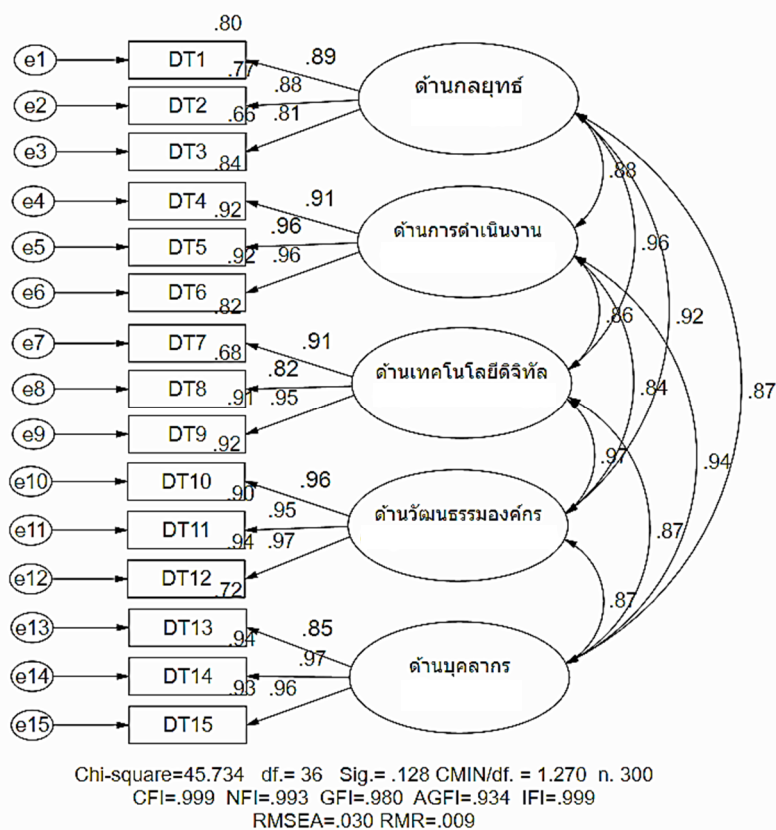 .80
e1 DT1 .89
.77
e2 DT2 .88
.66 .81
e3 DT3
.84
ด้านกลยุทธ์
e4 DT4 .91
.92
e5 DT5 .96
.92 .96
e6 DT6
.82
ด้านการดำเนินงาน
e7 DT7 .91
.68
e8 DT8 .82
.91 .95
e9 DT9
.92
ด้านเทคโนโลยีดิจิทัล
e10 DT10 .96
.90
e11 DT11 .95
.94 .97
e12 DT12
.72
ด้านวัฒนธรรมองค์กร
e13 DT13 .85
.94
e14 DT14 .97
.93 .96
e15 DT15
ด้านบุคลากร
.88
.96
.86 .92
.84 .87
.97 .94
.87
.87
Chi-square=45.734 df.= 36 Sig.= .128 CMIN/df. = 1.270 n. 300
CFI=.999 NFI=.993 GFI=.980 AGFI=.934 IFI=.999
RMSEA=.030 RMR=.009